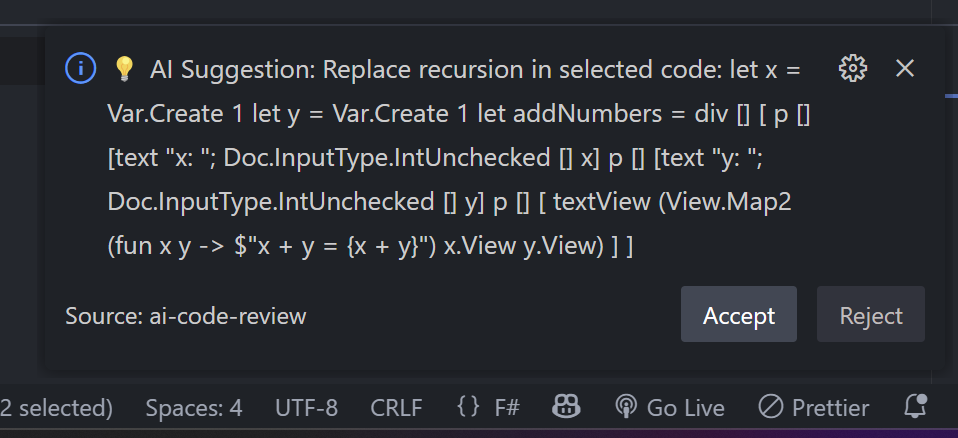 💡 AI Suggestion: Replace recursion in selected code: let x =
Var.Create 1 let y = Var.Create 1 let addNumbers = div [] [ p []
[text "x: "; Doc.InputType.IntUnchecked [] x] p [] [text "y: ";
Doc.InputType.IntUnchecked [] y] p [] [ textView (View.Map2
(fun x y -> $"x + y = {x + y}") x.View y.View) ] ]
Source: ai-code-review
Accept
Reject
2 selected)
Spaces: 4
UTF-8
CRLF
{} F#
Go Live
Prettier